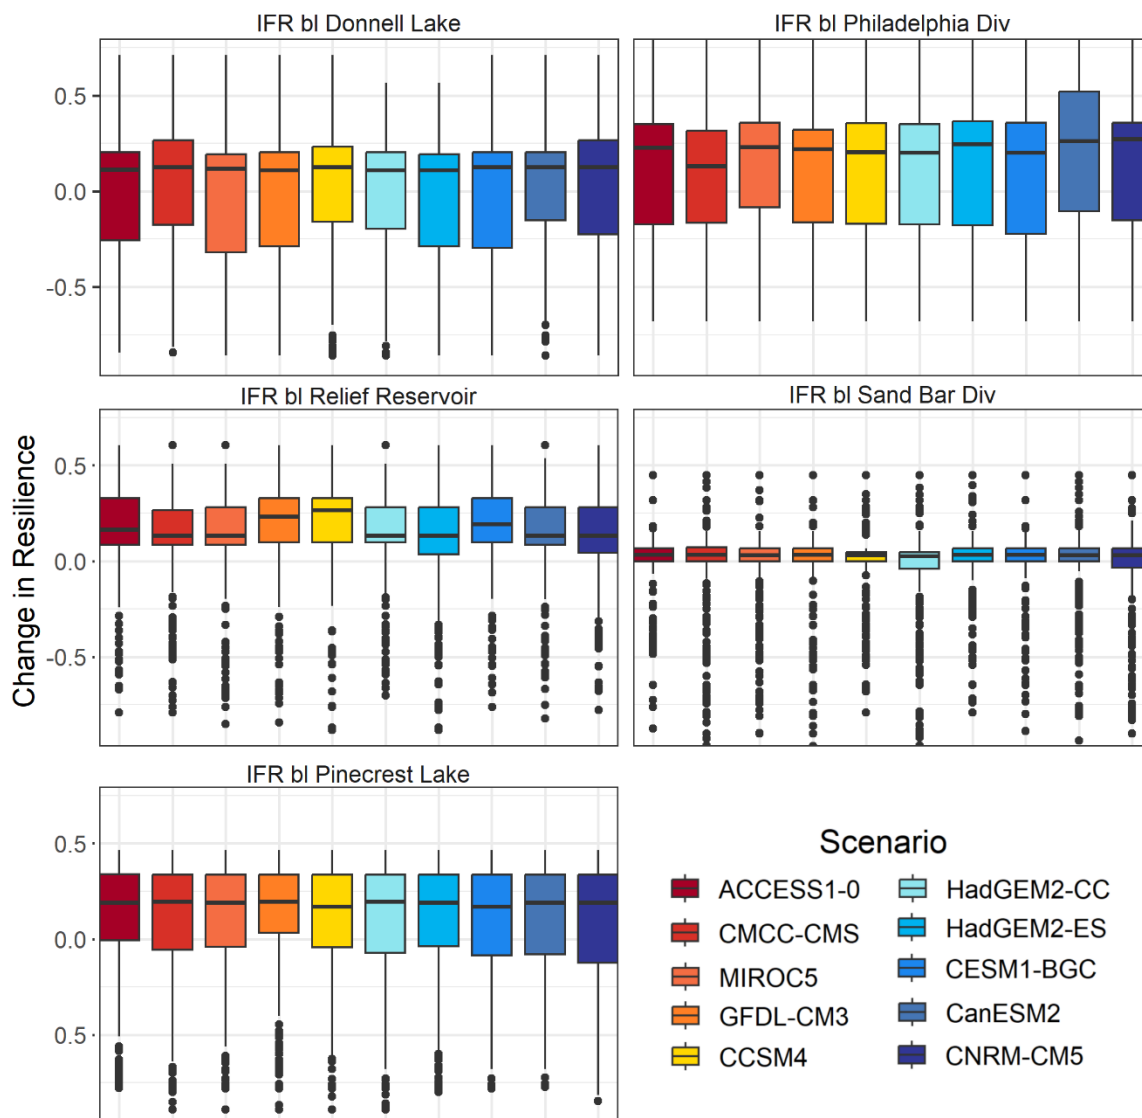 IFR bl Donnell Lake
IFR bl Philadelphia Div
0.5
0.0
-0.5
IFR bl Relief Reservoir
IFR bl Sand Bar Div
0.5
0.0
-0.5
Change in Resilience
IFR bl Pinecrest Lake
0.5
0.0
0.5
Scenario
ACCESS1-0
CMCC-CMS
MIROC5
GFDL-CM3
CCSM4
HadGEM2-CC
HadGEM2-ES
CESM1-BGC
CanESM2
CNRM-CM5